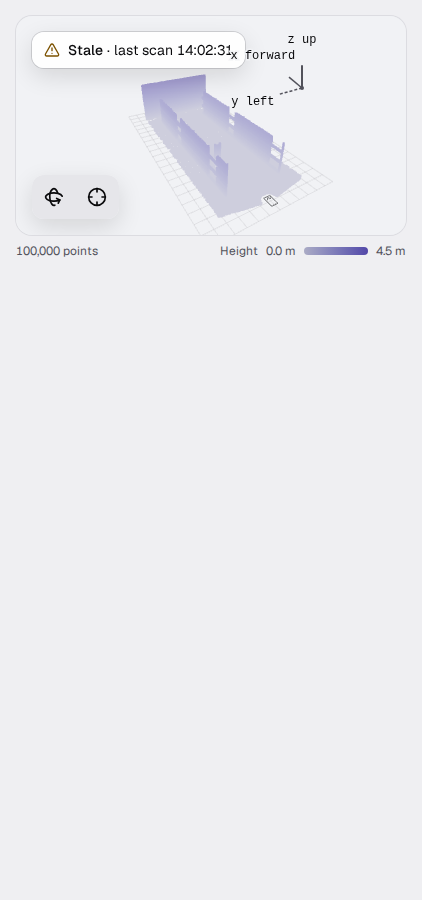 z up
Stale · last scan 14:02:31
x forward
y left
100,000 points
Height 0.0 m 4.5 m